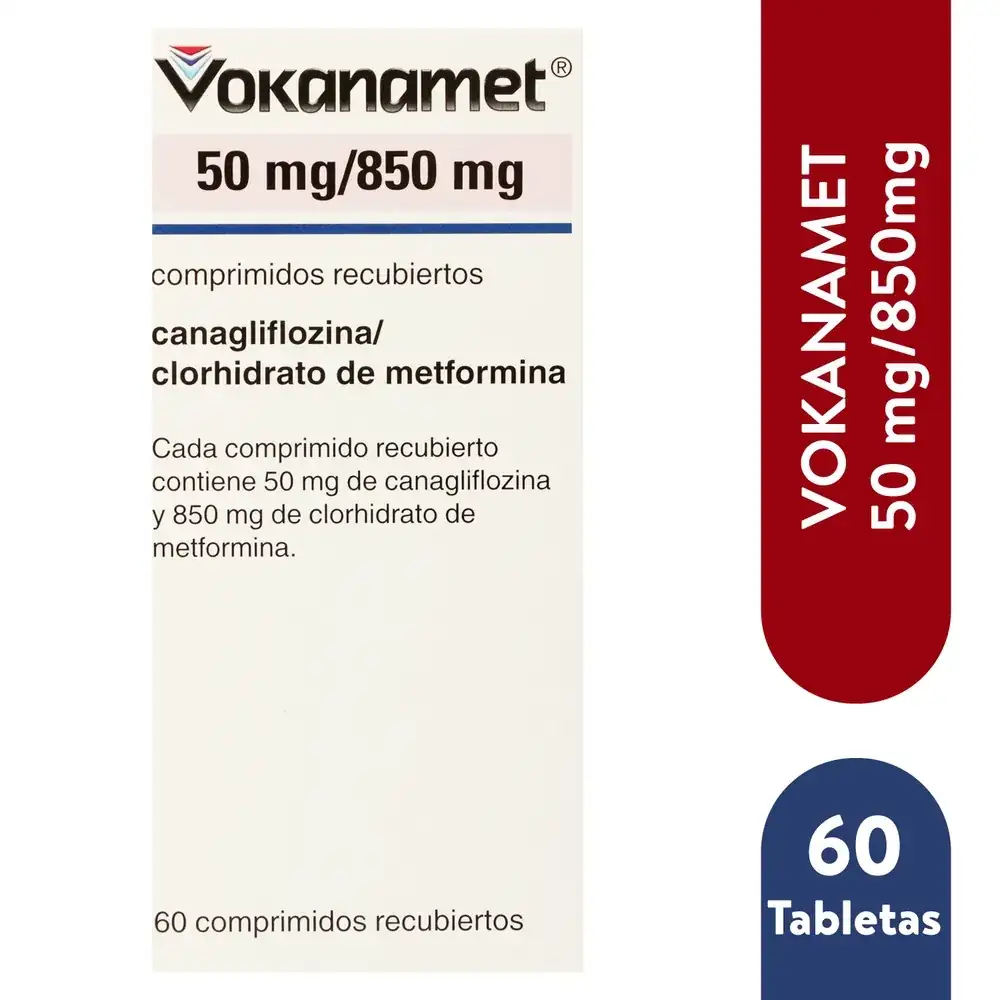 Vokanamet®
50 mg/850 mg
comprimidos recubiertos
canagliflozina/
clorhidrato de metformina
Cada comprimido recubierto
contiene 50 mg de canagliflozina
y 850 mg de clorhidrato de
metformina.
60 comprimidos recubiertos
VOKANAMET
50 mg/850mg
60
Tabletas